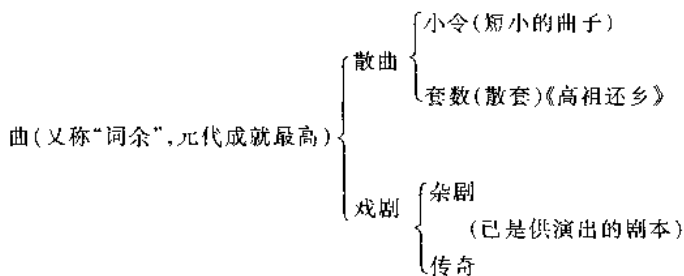 小令(短小的曲子)
散曲
套数(散套)《高祖还乡》
曲(又称“词余”,元代成就最高)
杂剧
戏剧
(已是供演出的剧本)
传奇